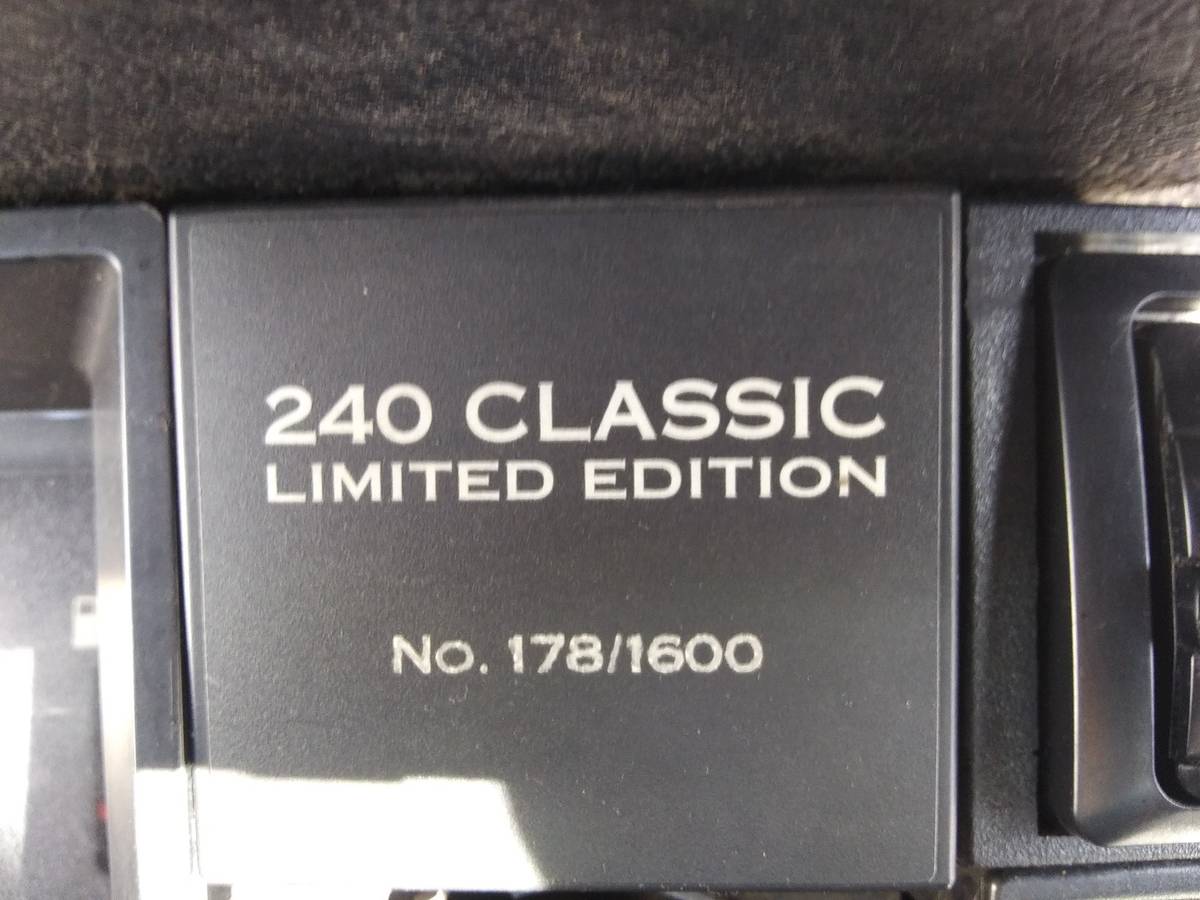 240 CLASSIC
LIMITED EDITION
No. 178/1600